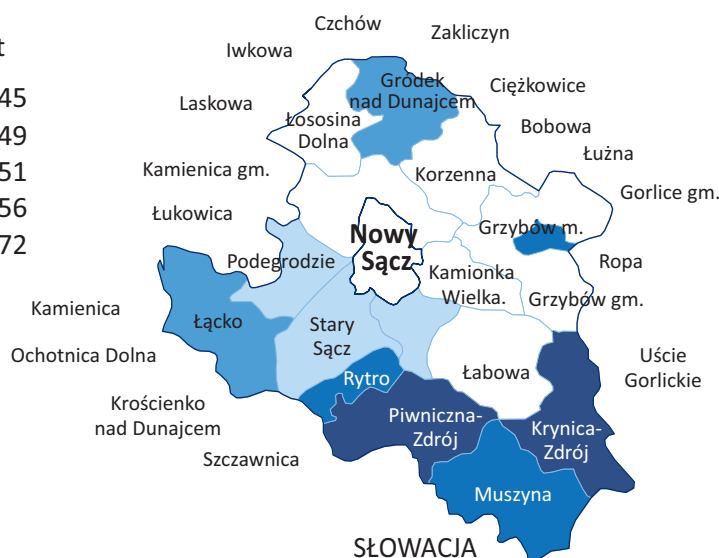 t
45
49
51
56
72
Czchów
Zakliczyn
Iwkowa
Gródek
nad Dunajcem
Ciężkowice
Laskowa
Łososina
Dolna
Bobowa
Łużna
Kamienica gm.
Korzenna
Gorlice gm.
Łukowica
Nowy
Sącz
Grzybów m.
Podegrodzie
Ropa
Kamionka
Wielka.
Grzybów gm.
Kamienica
Łącko
Stary
Sącz
Ochotnica Dolna
Uście
Gorlickie
Rytro
Łabowa
Krościenko
nad Dunajcem
Piwniczna-
Zdrój
Krynica-
Zdrój
Szczawnica
Muszyna
SŁOWACJA